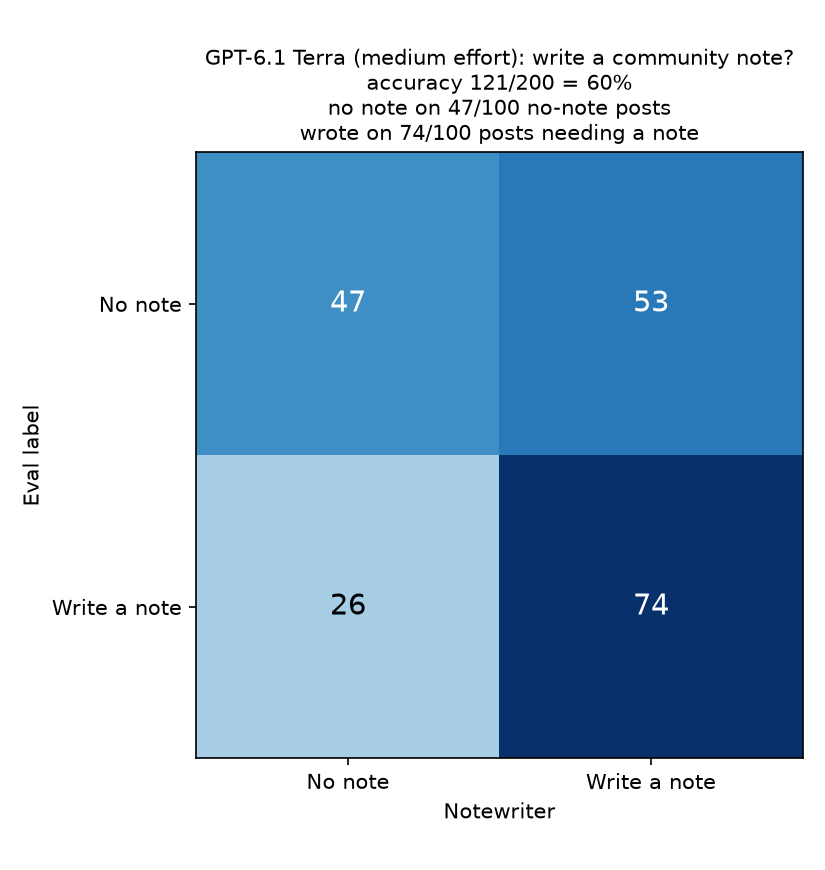 GPT-6.1 Terra (medium effort): write a community note?
accuracy 121/200 = 60%
no note on 47/100 no-note posts
wrote on 74/100 posts needing a note
No note
47
53
Eval label
Write a note
26
74
No note
Write a note
Notewriter